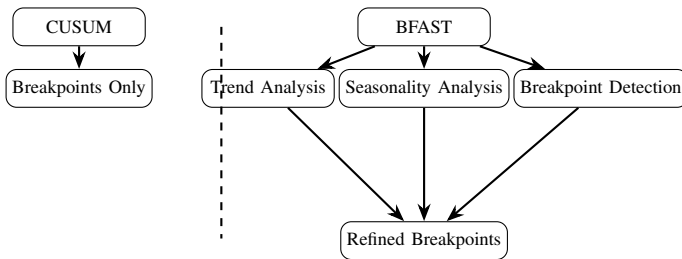 CUSUM
BFAST
Breakpoints Only
Trend Analysis
Seasonality Analysis
Breakpoint Detection
Refined Breakpoints